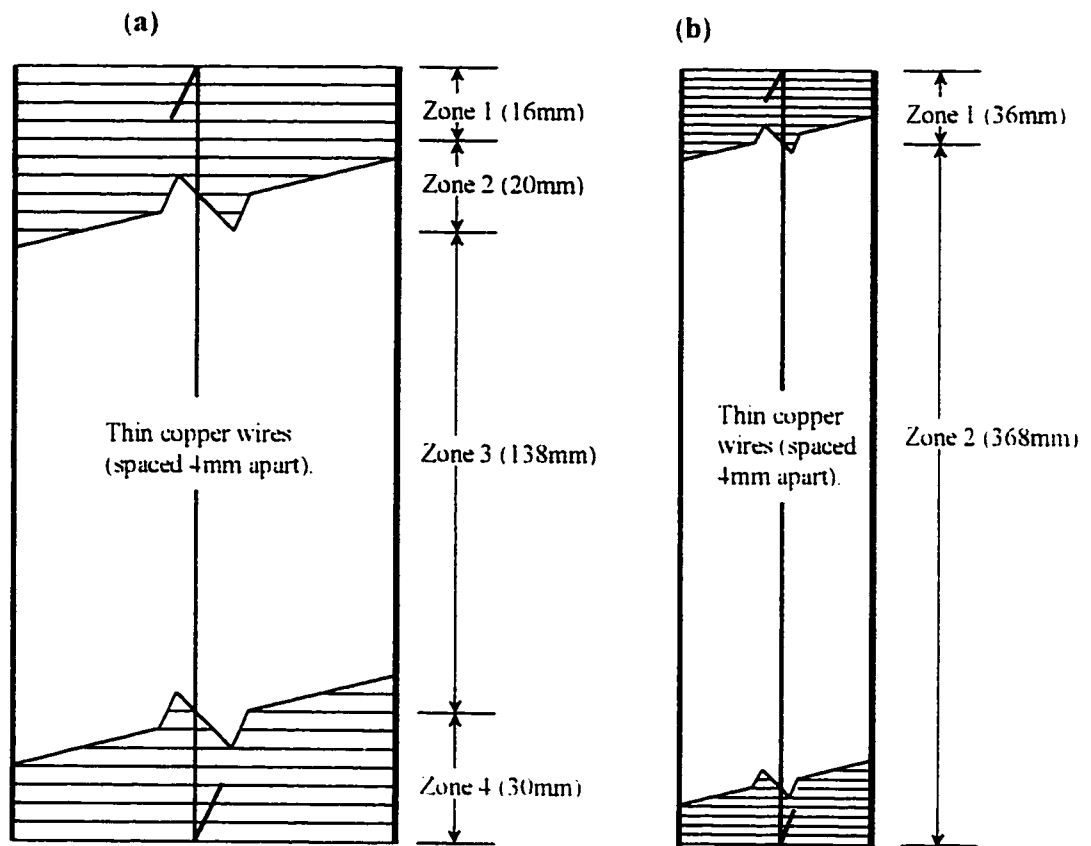 (a)
Zone 1 (16mm)
Zone 2 (20mm)
Thin copper wires
(spaced 4mm apart).
Zone 3 (138mm)
Zone 4 (30mm)
(b)
Zone 1 (36mm)
Thin copper
wires (spaced
4mm apart).
Zone 2 (368mm)